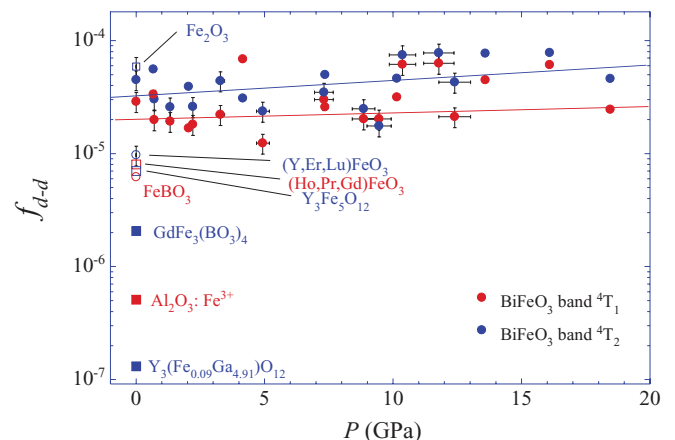 Fe₂O₃
10⁻⁴
10⁻⁵
(Y,Er,Lu)FeO₃
(Ho,Pr,Gd)FeO₃
FeBO₃
Y₃Fe₅O₁₂
GdFe₃(BO₃)₄
10⁻⁶
Al₂O₃: Fe³⁺
BiFeO₃ band ⁴T₁
BiFeO₃ band ⁴T₂
Y₃(Fe₀.₀₉Ga₄.₉₁)O₁₂
10⁻⁷
0 5 10 15 20
P (GPa)
f d-d